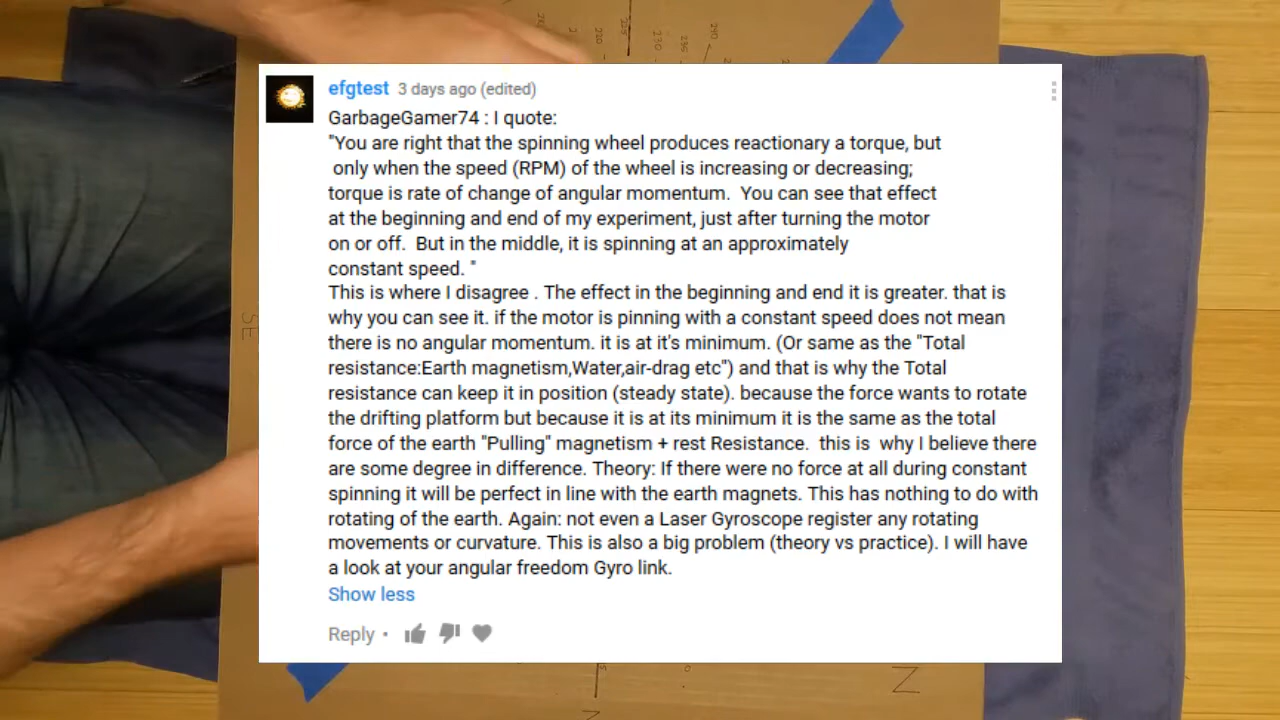 240
2
220
225
230
235
290
SE
efgtest 3 days ago (edited)
GarbageGamer74 : I quote:
"You are right that the spinning wheel produces reactionary a torque, but
only when the speed (RPM) of the wheel is increasing or decreasing;
torque is rate of change of angular momentum. You can see that effect
at the beginning and end of my experiment, just after turning the motor
on or off. But in the middle, it is spinning at an approximately
constant speed. "
This is where I disagree . The effect in the beginning and end it is greater. that is
why you can see it. if the motor is pinning with a constant speed does not mean
there is no angular momentum. it is at it's minimum. (Or same as the "Total
resistance:Earth magnetism,Water,air-drag etc") and that is why the Total
resistance can keep it in position (steady state). because the force wants to rotate
the drifting platform but because it is at its minimum it is the same as the total
force of the earth "Pulling" magnetism + rest Resistance. this is why I believe there
are some degree in difference. Theory: If there were no force at all during constant
spinning it will be perfect in line with the earth magnets. This has nothing to do with
rotating of the earth. Again: not even a Laser Gyroscope register any rotating
movements or curvature. This is also a big problem (theory vs practice). I will have
a look at your angular freedom Gyro link.
Show less
Reply •
N